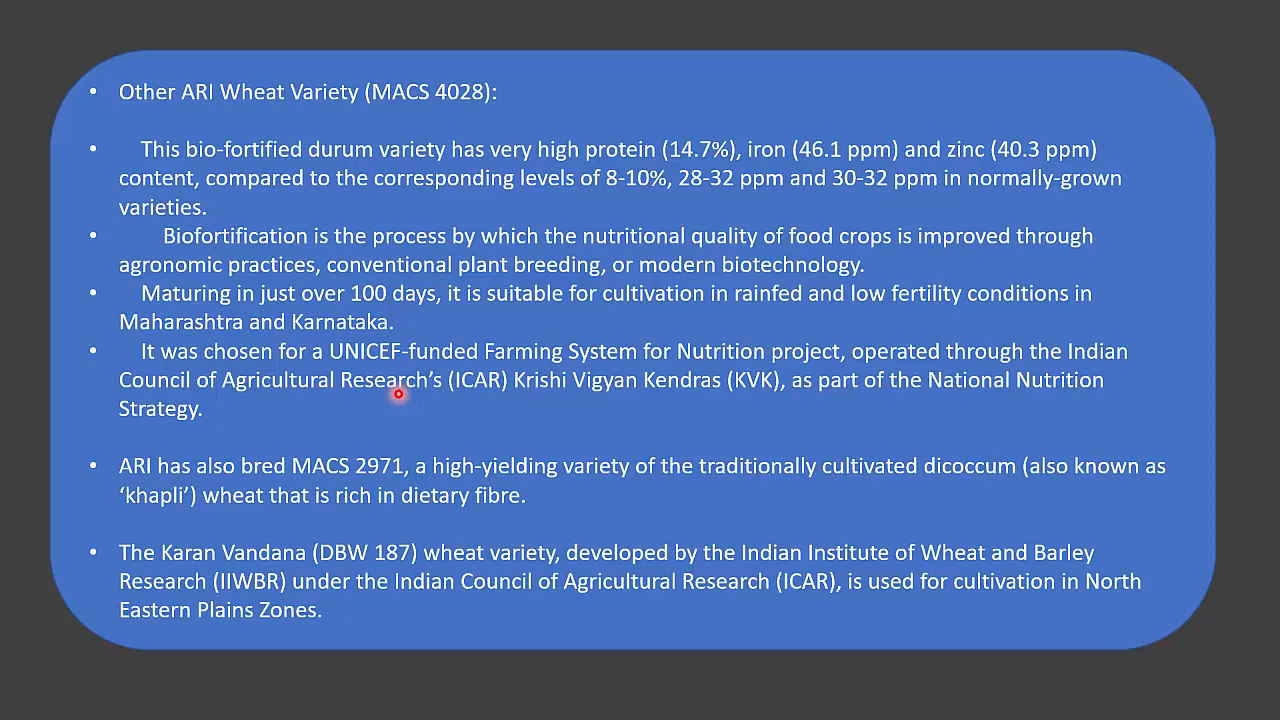 • Other ARI Wheat Variety (MACS 4028):
• This bio-fortified durum variety has very high protein (14.7%), iron (46.1 ppm) and zinc (40.3 ppm)
content, compared to the corresponding levels of 8-10%, 28-32 ppm and 30-32 ppm in normally-grown
varieties.
• Biofortification is the process by which the nutritional quality of food crops is improved through
agronomic practices, conventional plant breeding, or modern biotechnology.
• Maturing in just over 100 days, it is suitable for cultivation in rainfed and low fertility conditions in
Maharashtra and Karnataka.
• It was chosen for a UNICEF-funded Farming System for Nutrition project, operated through the Indian
Council of Agricultural Research’s (ICAR) Krishi Vigyan Kendras (KVK), as part of the National Nutrition
Strategy.
• ARI has also bred MACS 2971, a high-yielding variety of the traditionally cultivated dicoccum (also known as
‘khapli’) wheat that is rich in dietary fibre.
• The Karan Vandana (DBW 187) wheat variety, developed by the Indian Institute of Wheat and Barley
Research (IIWBR) under the Indian Council of Agricultural Research (ICAR), is used for cultivation in North
Eastern Plains Zones.